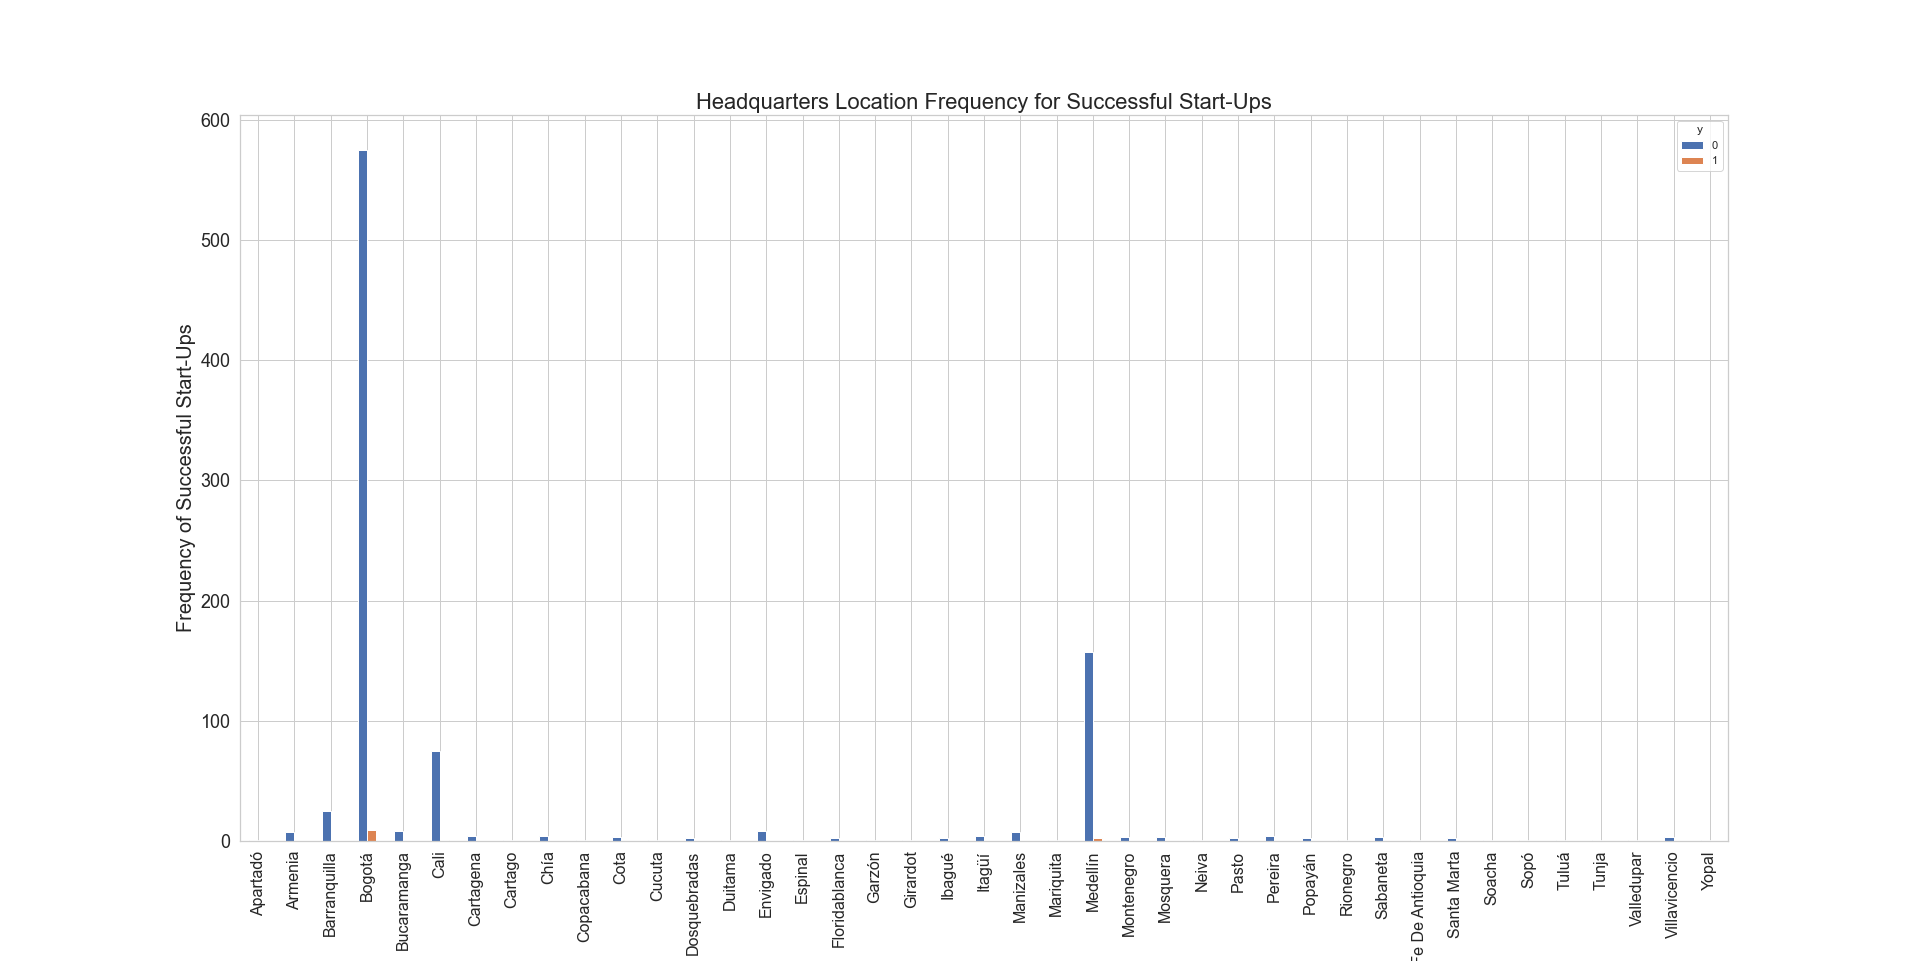 Headquarters Location Frequency for Successful Start-Ups
y
0
1
Frequency of Successful Start-Ups
600
500
400
300
200
100
0
Apartadó
Armenia
Barranquilla
Bogotá
Bucaramanga
Cali
Cartagena
Cartago
Chía
Copacabana
Cota
Cucuta
Dosquebradas
Duitama
Envigado
Espinal
Floridablanca
Garzón
Girardot
Ibagué
Itagüí
Manizales
Mariquita
Medellín
Montenegro
Mosquera
Neiva
Pasto
Pereira
Popayán
Rionegro
Sabaneta
Fe De Antioquia
Santa Marta
Soacha
Sopó
Tuluá
Tunja
Valledupar
Villavicencio
Yopal